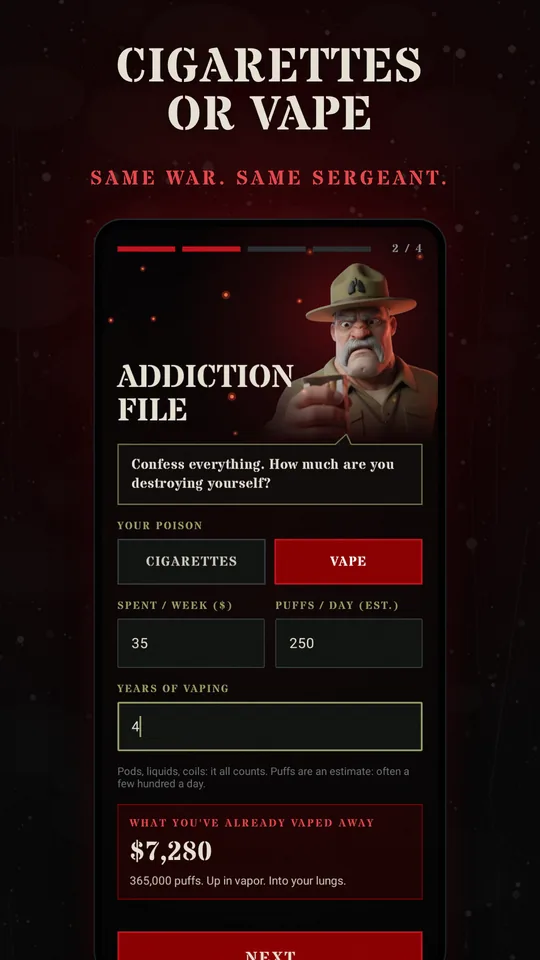 CIGARETTES
OR VAPE
SAME WAR. SAME SERGEANT.
2 / 4
ADDICTION
FILE
Confess everything. How much are you
destroying yourself?
YOUR POISON
CIGARETTES
VAPE
SPENT / WEEK ($)
PUFFS / DAY (EST.)
35
250
YEARS OF VAPING
4
Pods, liquids, coils: it all counts. Puffs are an estimate: often a
few hundred a day.
WHAT YOU'VE ALREADY VAPED AWAY
$7,280
365,000 puffs. Up in vapor. Into your lungs.
NEXT